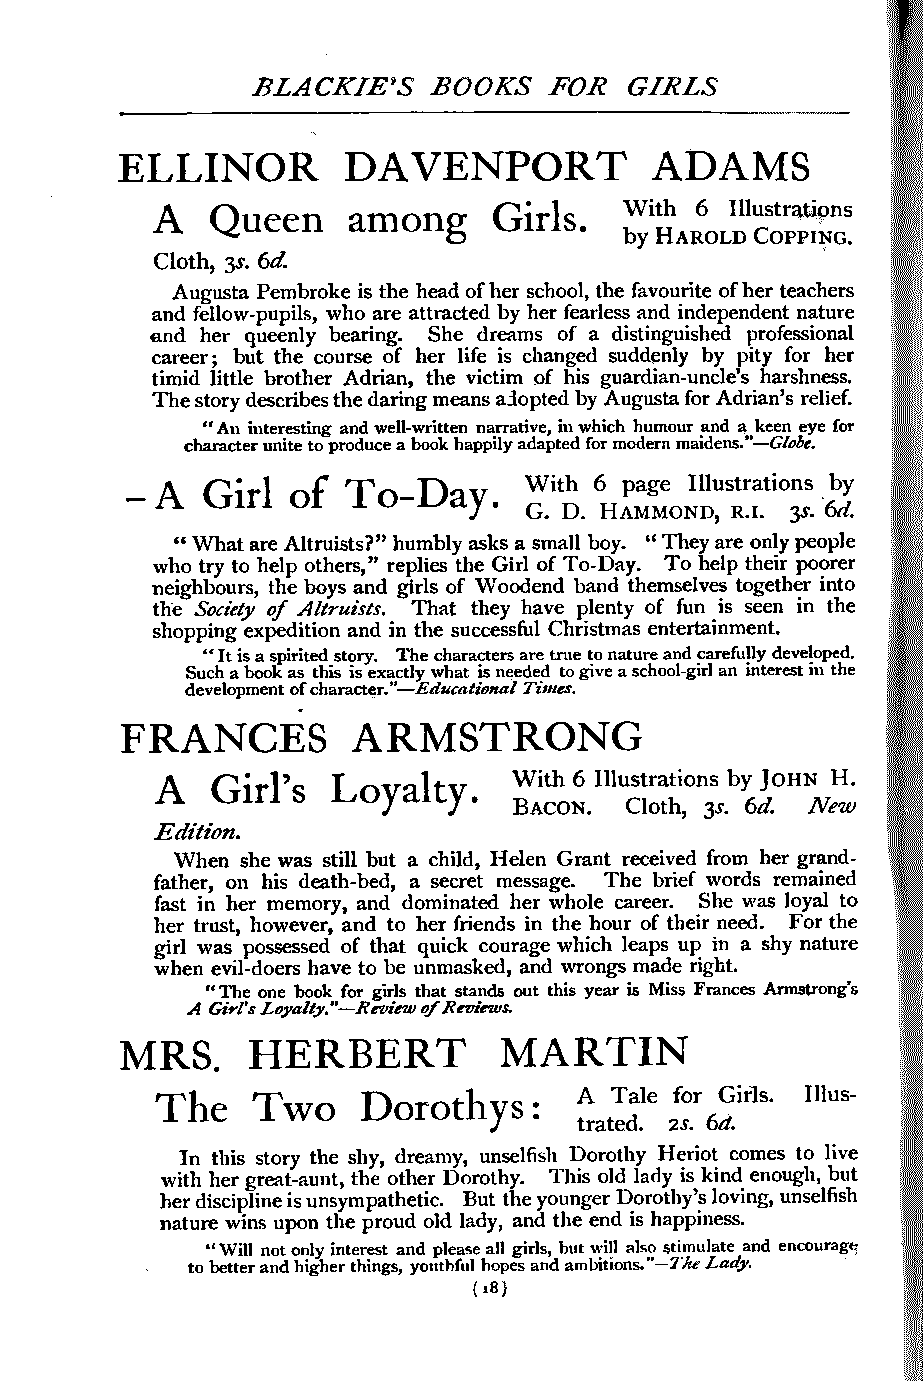 BLACKIE'S BOOKS FOR GIRLS
ELLINOR DAVENPORT ADAMS
A Queen among Girls. With 6 Illustrations
by HAROLD COPPING.
Cloth, 3s. 6d.
Augusta Pembroke is the head of her school, the favourite of her teachers
and fellow-pupils, who are attracted by her fearless and independent nature
and her queenly bearing. She dreams of a distinguished professional
career; but the course of her life is changed suddenly by pity for her
timid little brother Adrian, the victim of his guardian-uncle's harshness.
The story describes the daring means adopted by Augusta for Adrian's relief.
"An interesting and well-written narrative, in which humour and a keen eye for
character unite to produce a book happily adapted for modern maidens."—Globe.
– A Girl of To-Day. With 6 page Illustrations by
G. D. HAMMOND, R.I. 3s. 6d.
"What are Altruists?" humbly asks a small boy. "They are only people
who try to help others," replies the Girl of To-Day. To help their poorer
neighbours, the boys and girls of Woodend band themselves together into
the Society of Altruists. That they have plenty of fun is seen in the
shopping expedition and in the successful Christmas entertainment.
"It is a spirited story. The characters are true to nature and carefully developed.
Such a book as this is exactly what is needed to give a school-girl an interest in the
development of character."—Educational Times.
FRANCES ARMSTRONG
A Girl's Loyalty. With 6 Illustrations by JOHN H.
BACON. Cloth, 3s. 6d. New
Edition.
When she was still but a child, Helen Grant received from her grand-
father, on his death-bed, a secret message. The brief words remained
fast in her memory, and dominated her whole career. She was loyal to
her trust, however, and to her friends in the hour of their need. For the
girl was possessed of that quick courage which leaps up in a shy nature
when evil-doers have to be unmasked, and wrongs made right.
"The one book for girls that stands out this year is Miss Frances Armstrong's
A Girl's Loyalty."—Review of Reviews.
MRS. HERBERT MARTIN
The Two Dorothys: A Tale for Girls. Illus-
trated. 2s. 6d.
In this story the shy, dreamy, unselfish Dorothy Heriot comes to live
with her great-aunt, the other Dorothy. This old lady is kind enough, but
her discipline is unsympathetic. But the younger Dorothy's loving, unselfish
nature wins upon the proud old lady, and the end is happiness.
"Will not only interest and please all girls, but will also stimulate and encourage
to better and higher things, youthful hopes and ambitions."—The Lady.
(18)